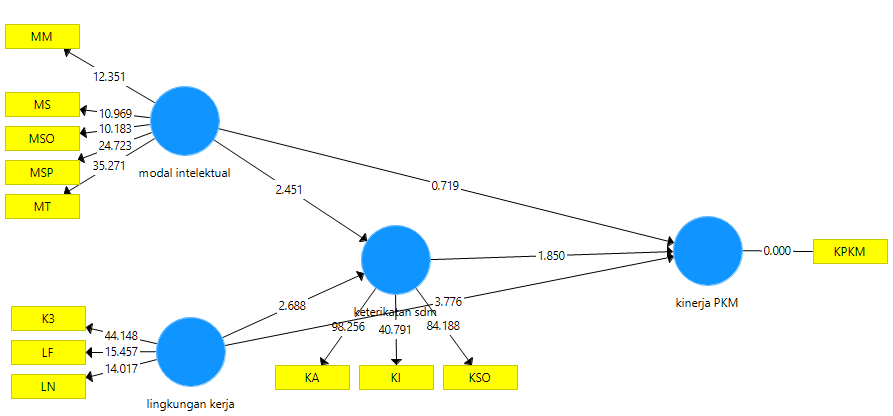 MM
12.351
MS
10.969
MSO
10.183
MSP
24.723
MT
35.271
modal intelektual
0.719
2.451
1.850
0.000
KPKM
kinerja PKM
2.688
3.776
keterikatan sdm
98.256
40.791
84.188
KA
KI
KSO
K3
44.148
LF
15.457
LN
14.017
lingkungan kerja